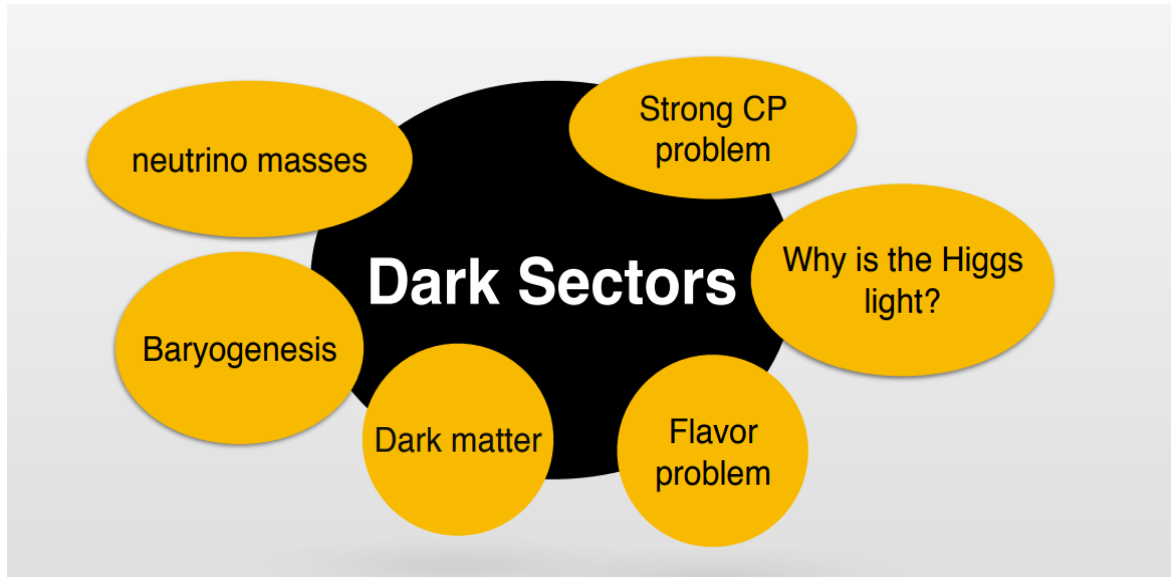 neutrino masses
Strong CP
problem
Dark Sectors
Why is the Higgs
light?
Baryogenesis
Dark matter
Flavor
problem